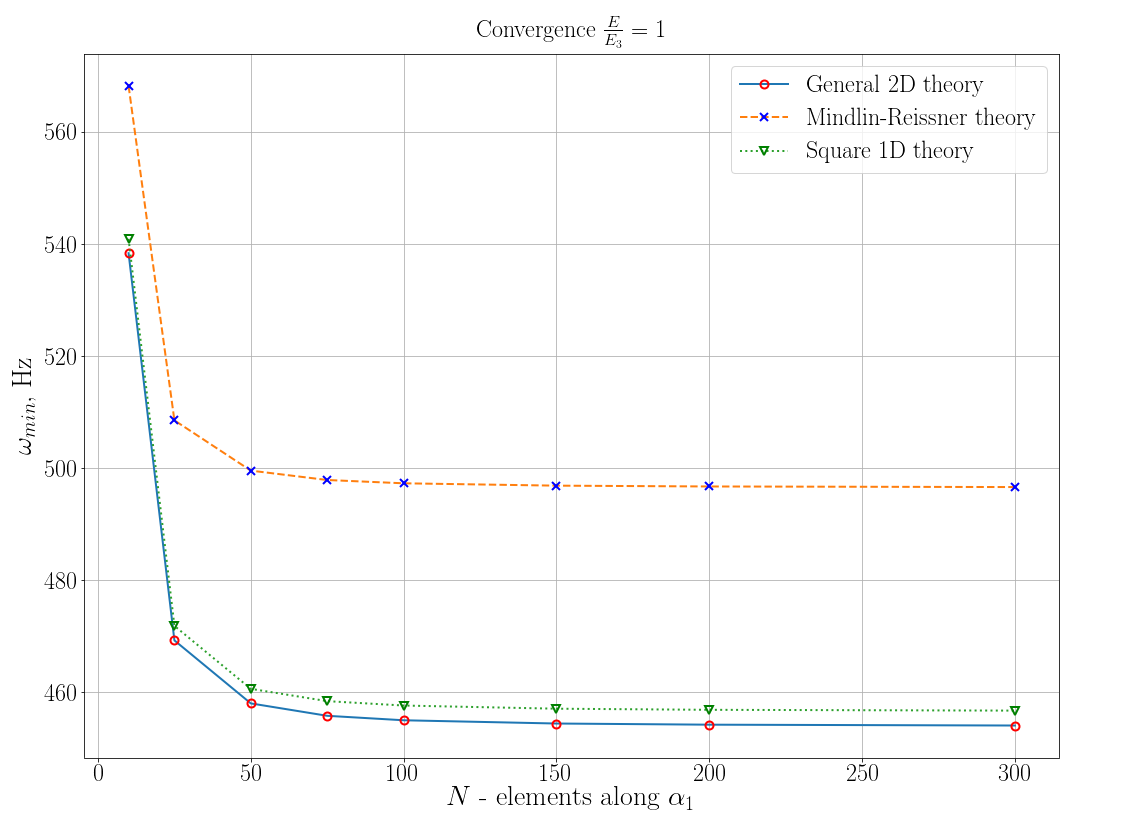 Convergence E/E₃ = 1
General 2D theory
Mindlin-Reissner theory
Square 1D theory
ω_min, Hz
560
540
520
500
480
460
0 50 100 150 200 250 300
N - elements along α₁